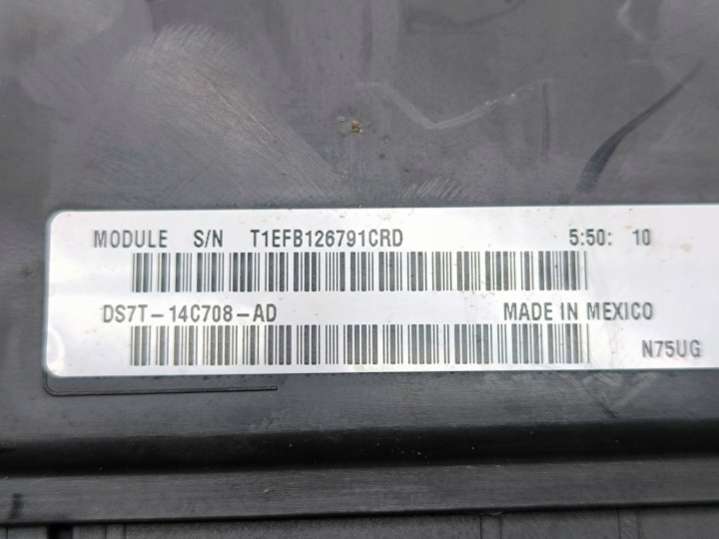 MODULE S/N T1EFB126791CRD 5:50: 10
DS7T-14C708-AD MADE IN MEXICO
N75UG